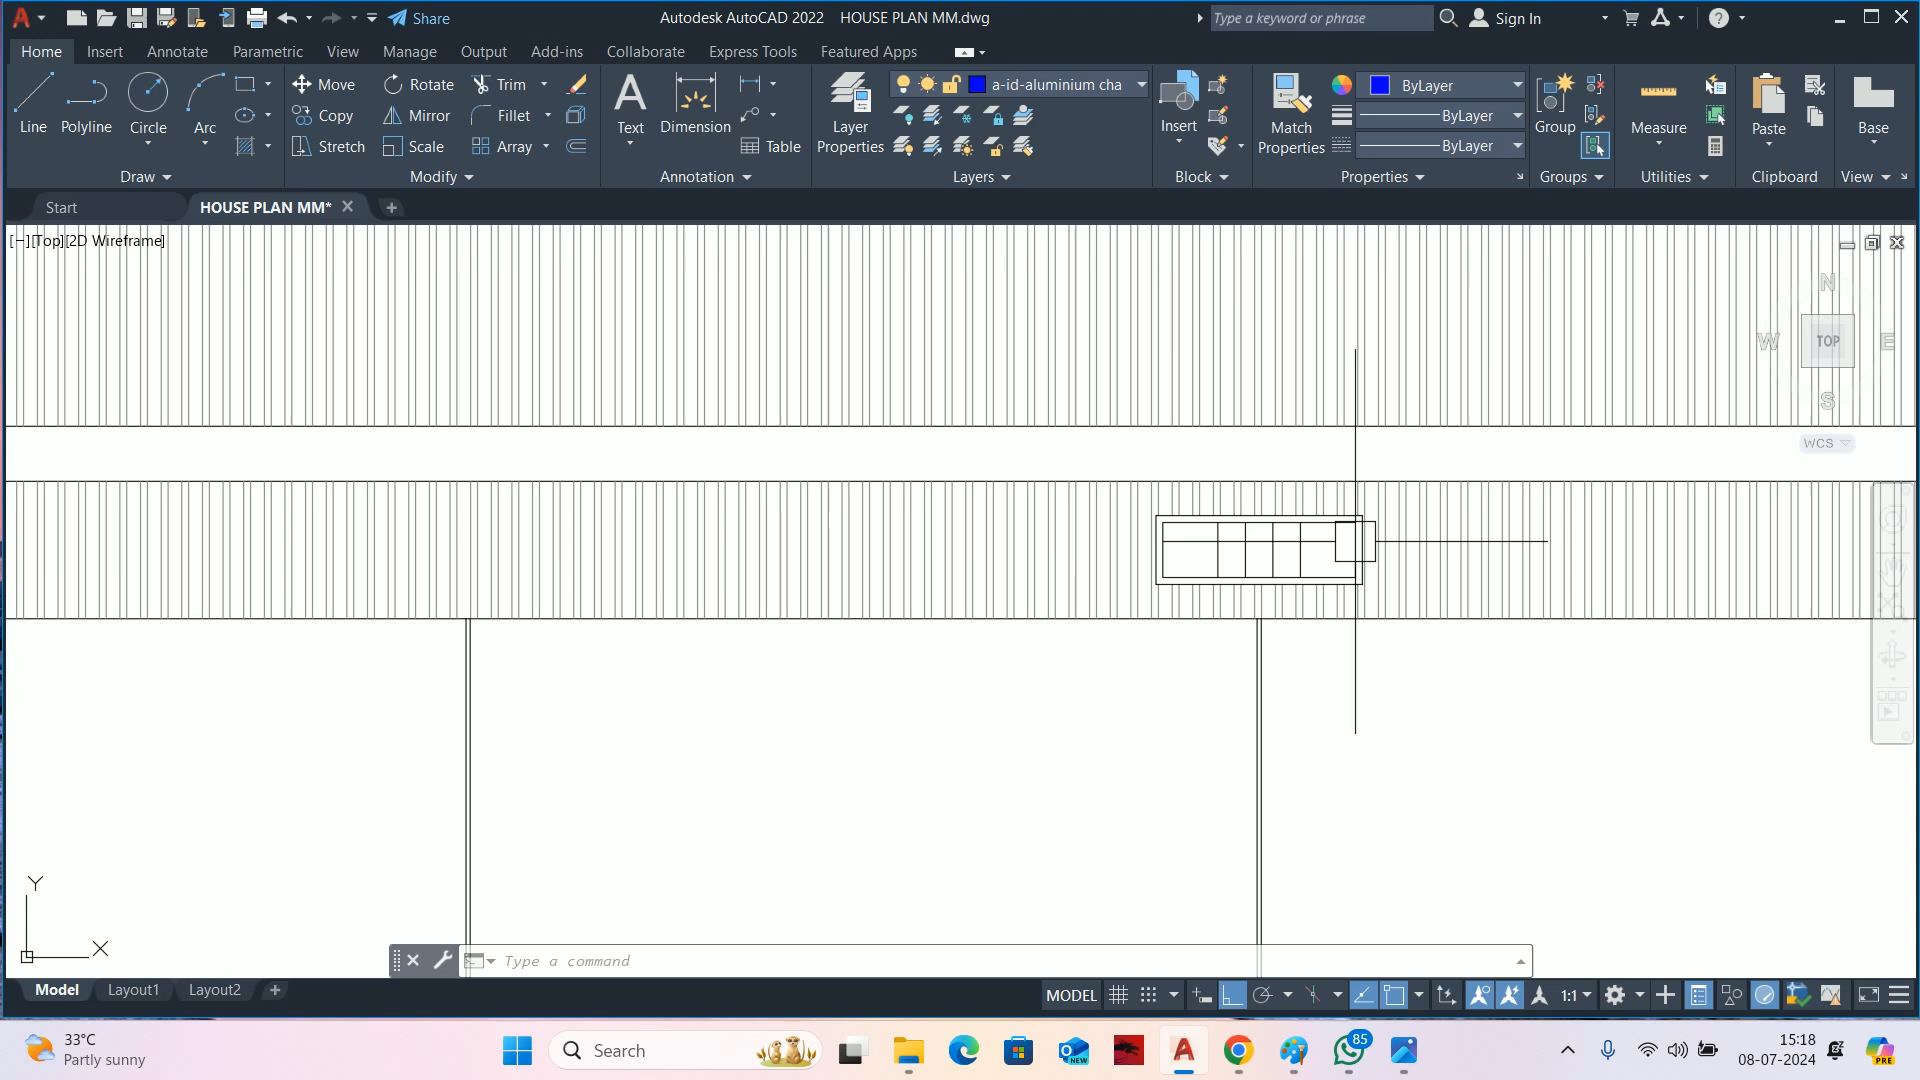 Share
Autodesk AutoCAD 2022 HOUSE PLAN MM.dwg
Type a keyword or phrase
Sign In
Home Insert Annotate Parametric View Manage Output Add-ins Collaborate Express Tools Featured Apps
Line Polyline Circle Arc
Move Rotate Trim
Copy Mirror Fillet
Stretch Scale Array
Text Dimension Table
Layer Properties
a-id-aluminium cha
Insert
Match Properties
ByLayer
ByLayer
ByLayer
Group Measure Paste Base
Draw Modify Annotation Layers Block Properties Groups Utilities Clipboard View
Start HOUSE PLAN MM*
[−][Top][2D Wireframe]
N
W TOP E
S
WCS
Y
X
Type a command
Model Layout1 Layout2
MODEL 1:1
33°C
Partly sunny
Search
NEW
85
15:18
08-07-2024
PRE